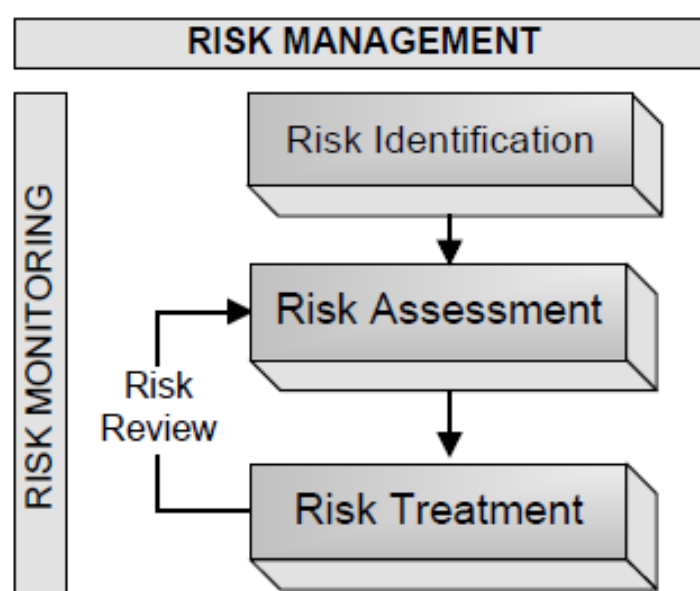 RISK MANAGEMENT
RISK MONITORING
Risk Identification
Risk Assessment
Risk
Review
Risk Treatment